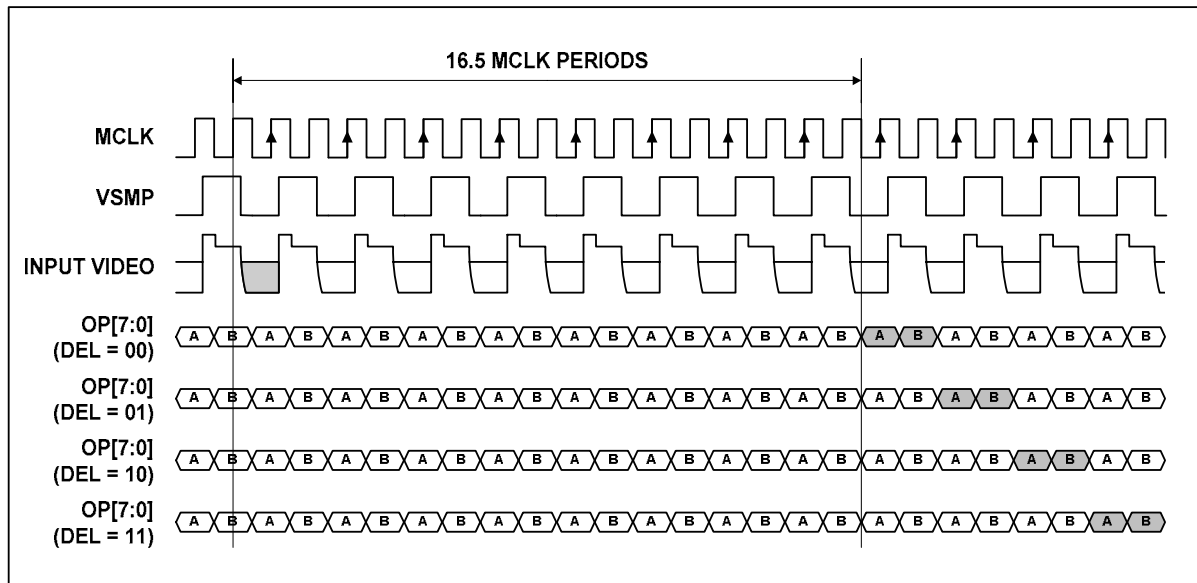 16.5 MCLK PERIODS
MCLK
VSMP
INPUT VIDEO
OP[7:0]
(DEL = 00)
A B A B A B A B A B A B A B A B A B A B A B A B A B
OP[7:0]
(DEL = 01)
A B A B A B A B A B A B A B A B A B A B A B A B A B
OP[7:0]
(DEL = 10)
A B A B A B A B A B A B A B A B A B A B A B A B A B
OP[7:0]
(DEL = 11)
A B A B A B A B A B A B A B A B A B A B A B A B A B